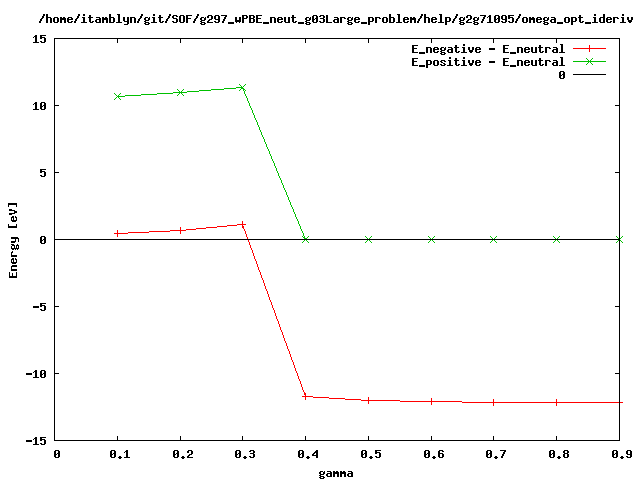 /home/itamblyn/git/SOF/g297_wPBE_neut_g03Large_problem/help/g2g71095/omega_opt_ideriv
E_negative - E_neutral
E_positive - E_neutral
0
15
10
5
0
-5
-10
-15
Energy [eV]
0 0.1 0.2 0.3 0.4 0.5 0.6 0.7 0.8 0.9
gamma